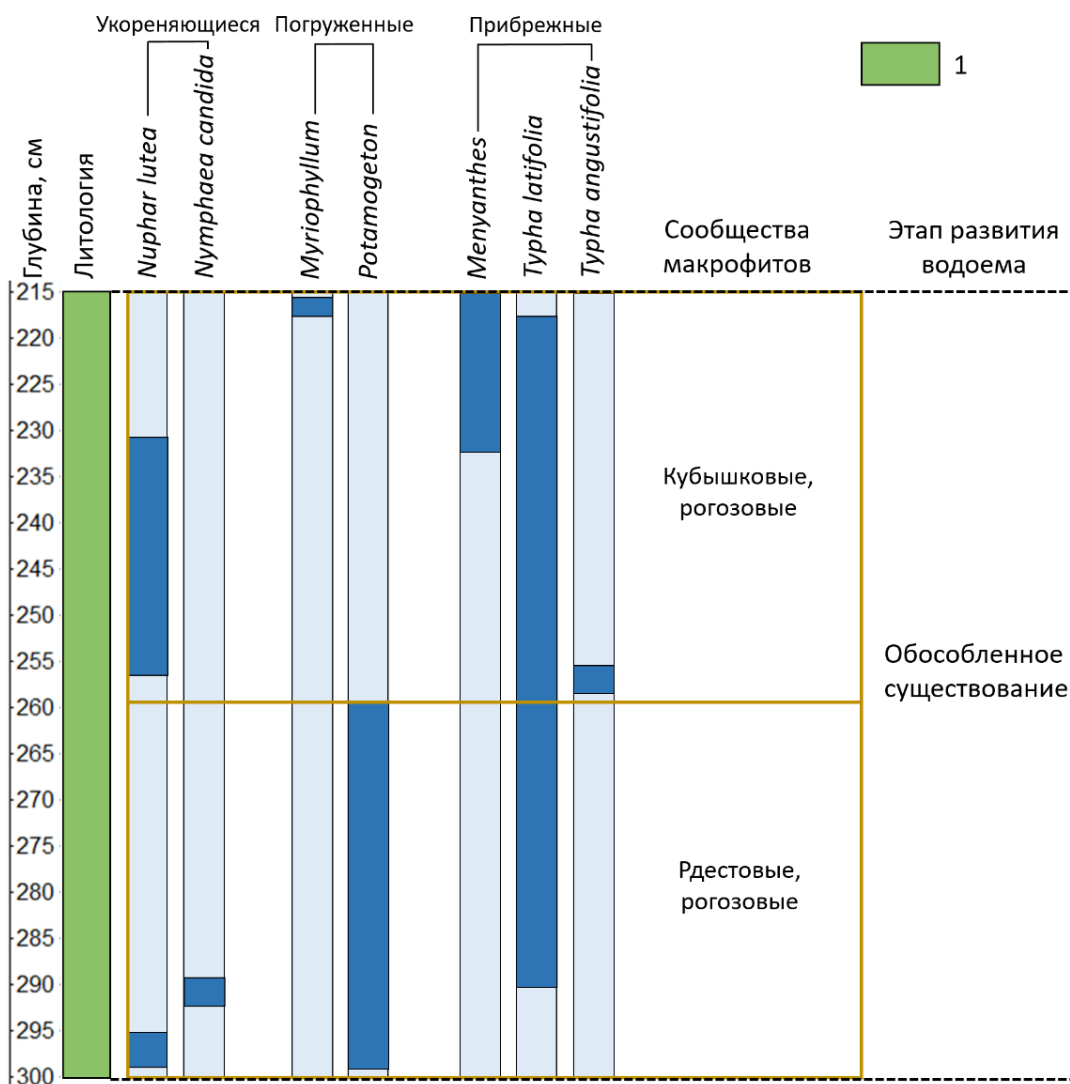 Укореняющиеся
Погруженные
Прибрежные
1
Глубина, см
Литология
Nuphar lutea
Nymphaea candida
Myriophyllum
Potamogeton
Menyanthes
Typha latifolia
Typha angustifolia
Сообщества
макрофитов
Этап развития
водоема
215
220
225
230
235
240
245
250
255
260
265
270
275
280
285
290
295
300
Кубышковые,
рогозовые
Обособленное
существование
Рдестовые,
рогозовые